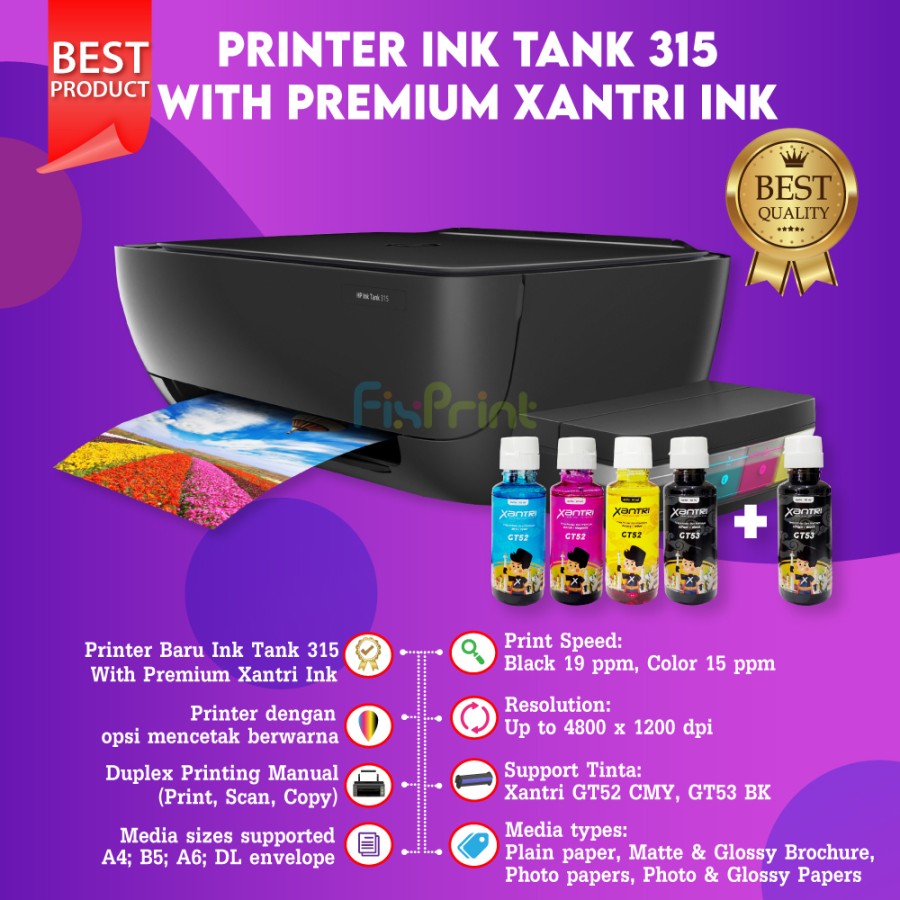 BEST
PRODUCT
PRINTER INK TANK 315
WITH PREMIUM XANTRI INK
BEST
QUALITY
HP Ink Tank 315
FixPrint
XANTRI
GT52
XANTRI
GT52
XANTRI
GT52
XANTRI
GT53
+
XANTRI
GT53
Printer Baru Ink Tank 315
With Premium Xantri Ink
Printer dengan
opsi mencetak berwarna
Duplex Printing Manual
(Print, Scan, Copy)
Media sizes supported
A4; B5; A6; DL envelope
Print Speed:
Black 19 ppm, Color 15 ppm
Resolution:
Up to 4800 x 1200 dpi
Support Tinta:
Xantri GT52 CMY, GT53 BK
Media types:
Plain paper, Matte & Glossy Brochure,
Photo papers, Photo & Glossy Papers